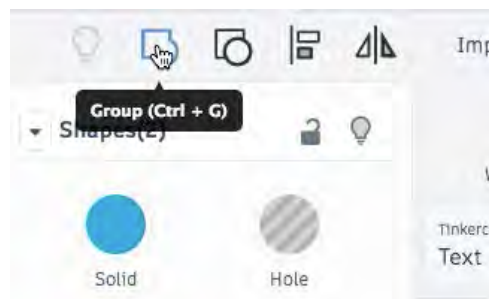 Imp
Group (Ctrl + G)
Shapes(2)
Tinkerc
Text
Solid
Hole